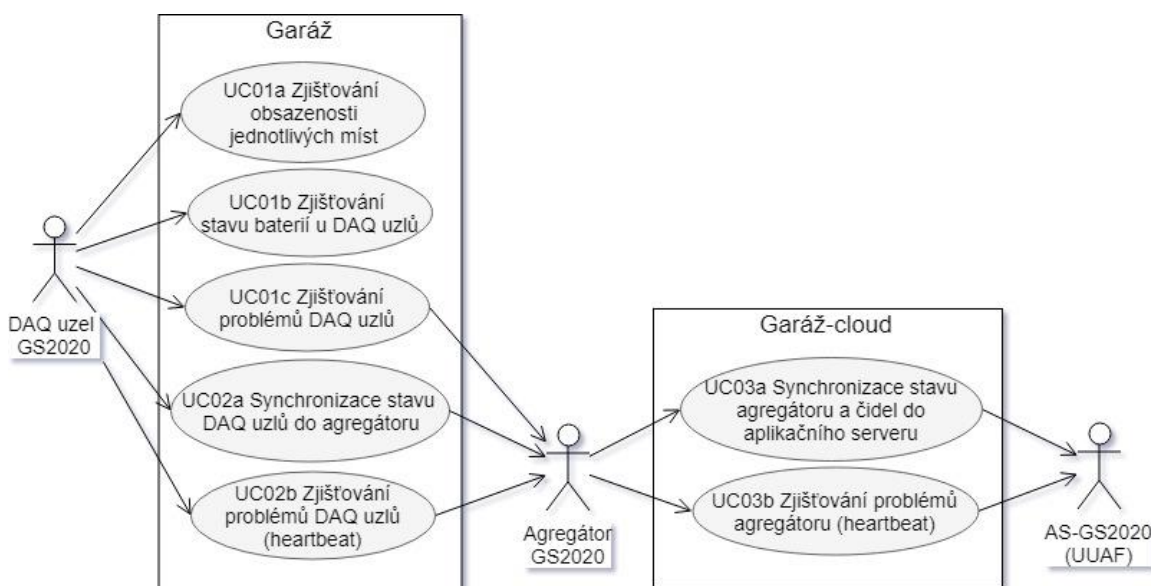 Garáž
UC01a Zjišťování
obsazenosti
jednotlivých míst
UC01b Zjišťování
stavu baterií u DAQ uzlů
UC01c Zjišťování
problémů DAQ uzlů
UC02a Synchronizace stavu
DAQ uzlů do agregátoru
UC02b Zjišťování
problémů DAQ uzlů
(heartbeat)
DAQ uzel
GS2020
Agregátor
GS2020
Garáž-cloud
UC03a Synchronizace stavu
agregátoru a čidel do
aplikačního serveru
UC03b Zjišťování problémů
agregátoru (heartbeat)
AS-GS2020
(UUAF)